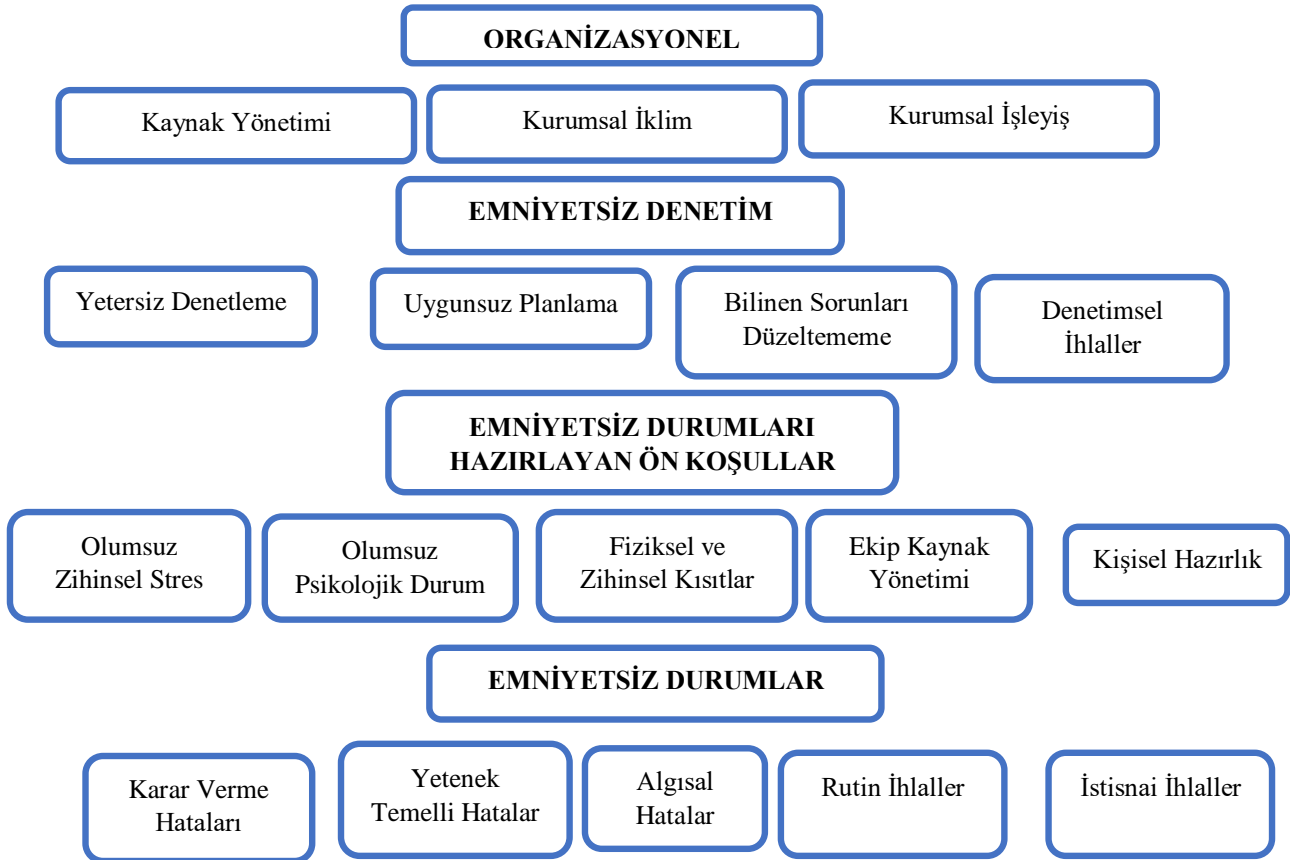 ORGANİZASYONEL
Kaynak Yönetimi
Kurumsal İklim
Kurumsal İşleyiş
EMNİYETSİZ DENETİM
Yetersiz Denetleme
Uygunsuz Planlama
Bilinen Sorunları
Düzeltememe
Denetimsel
İhlaller
EMNİYETSİZ DURUMLARI
HAZIRLAYAN ÖN KOŞULLAR
Olumsuz
Zihinsel Stres
Olumsuz
Psikolojik Durum
Fiziksel ve
Zihinsel Kısıtlar
Ekip Kaynak
Yönetimi
Kişisel Hazırlık
EMNİYETSİZ DURUMLAR
Karar Verme
Hataları
Yetenek
Temelli Hatalar
Algısal
Hatalar
Rutin İhlaller
İstisnai İhlaller